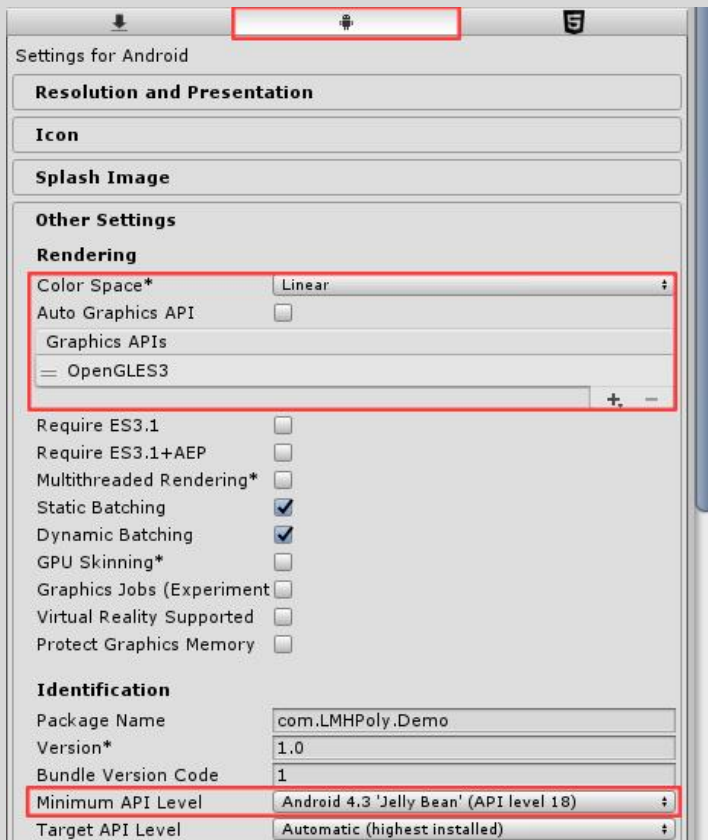 Settings for Android
Resolution and Presentation
Icon
Splash Image
Other Settings
Rendering
Color Space* Linear
Auto Graphics API
Graphics APIs
= OpenGLES3
Require ES3.1
Require ES3.1+AEP
Multithreaded Rendering*
Static Batching
Dynamic Batching
GPU Skinning*
Graphics Jobs (Experiment
Virtual Reality Supported
Protect Graphics Memory
Identification
Package Name com.LMHPoly.Demo
Version* 1.0
Bundle Version Code 1
Minimum API Level Android 4.3 'Jelly Bean' (API level 18)
Target API Level Automatic (highest installed)